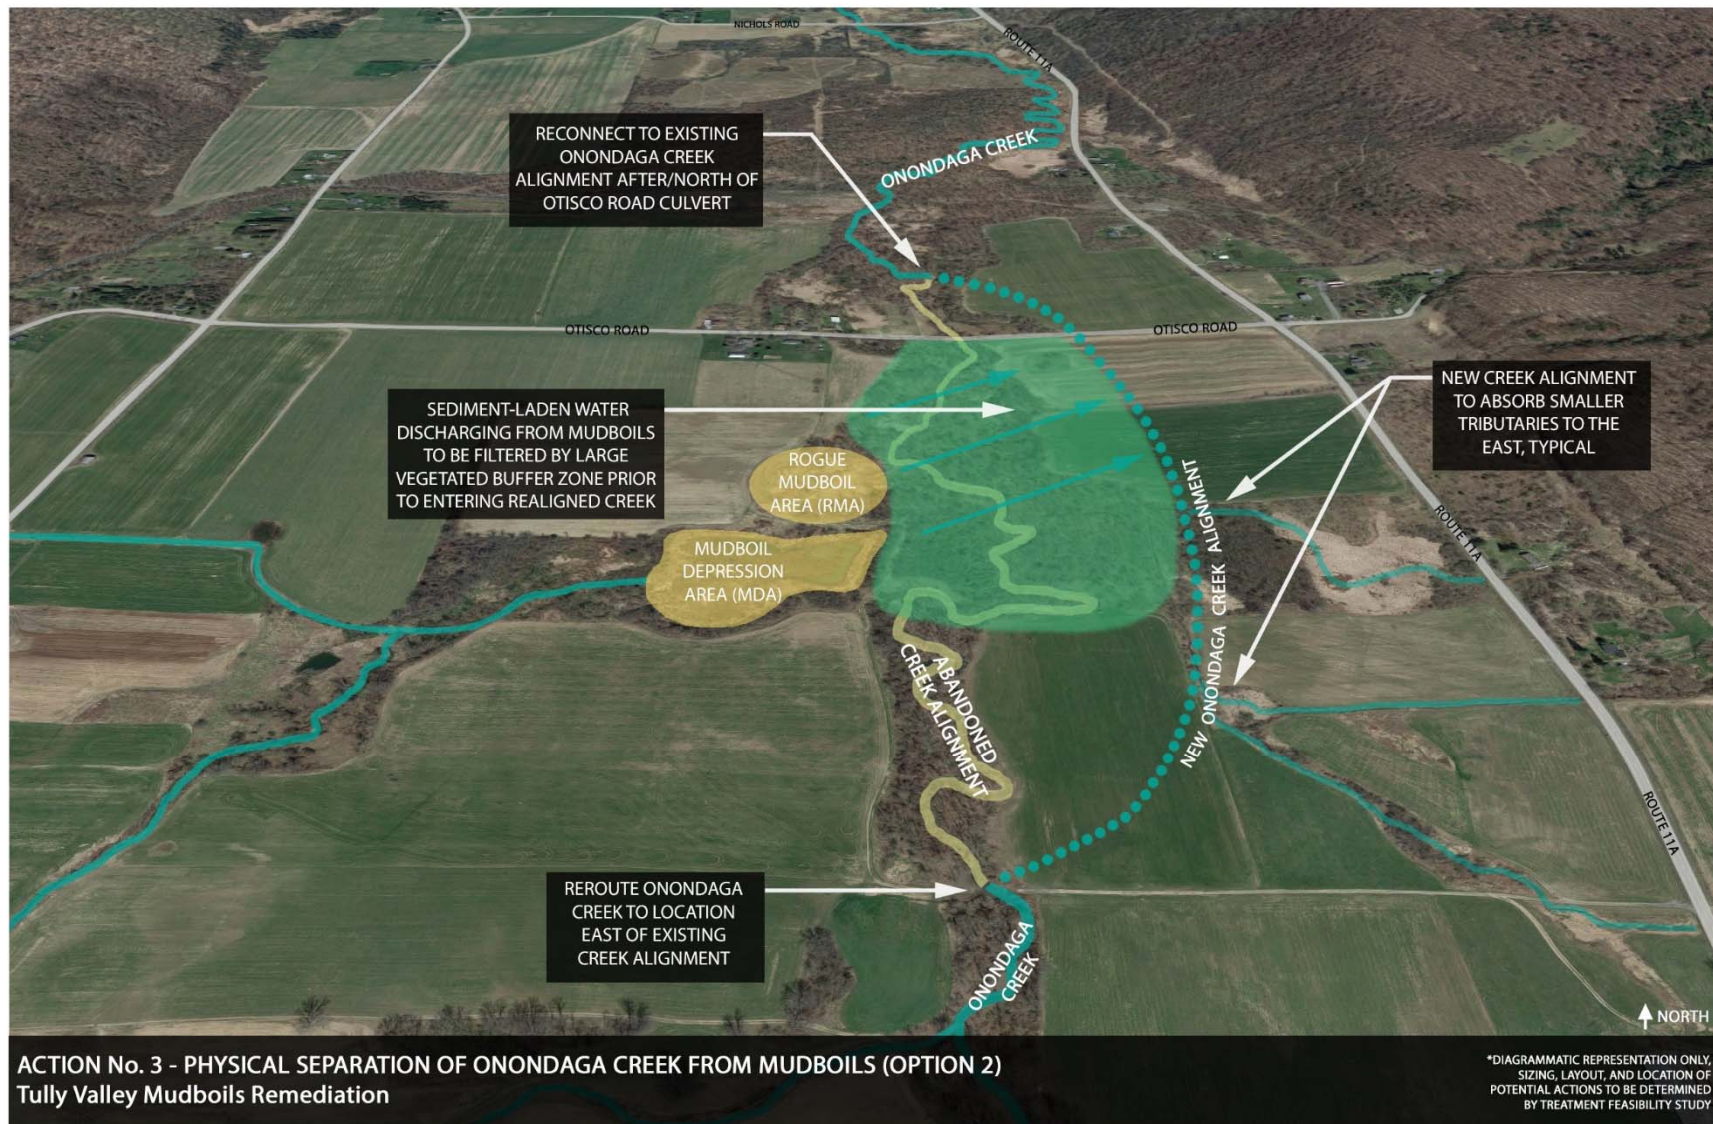 NICHOLS ROAD
ROUTE 11A
RECONNECT TO EXISTING
ONONDAGA CREEK
ALIGNMENT AFTER/NORTH OF
OTISCO ROAD CULVERT
ONONDAGA CREEK
OTISCO ROAD
OTISCO ROAD
NEW CREEK ALIGNMENT
TO ABSORB SMALLER
TRIBUTARIES TO THE
EAST, TYPICAL
SEDIMENT-LADEN WATER
DISCHARGING FROM MUDBOILS
TO BE FILTERED BY LARGE
VEGETATED BUFFER ZONE PRIOR
TO ENTERING REALIGNED CREEK
ROGUE
MUDBOIL
AREA (RMA)
MUDBOIL
DEPRESSION
AREA (MDA)
NEW ONONDAGA CREEK ALIGNMENT
ROUTE 11A
ABANDONED
CREEK ALIGNMENT
ROUTE 11A
REROUTE ONONDAGA
CREEK TO LOCATION
EAST OF EXISTING
CREEK ALIGNMENT
ONONDAGA
CREEK
NORTH
ACTION No. 3 - PHYSICAL SEPARATION OF ONONDAGA CREEK FROM MUDBOILS (OPTION 2)
Tully Valley Mudboils Remediation
*DIAGRAMMATIC REPRESENTATION ONLY,
SIZING, LAYOUT, AND LOCATION OF
POTENTIAL ACTIONS TO BE DETERMINED
BY TREATMENT FEASIBILITY STUDY